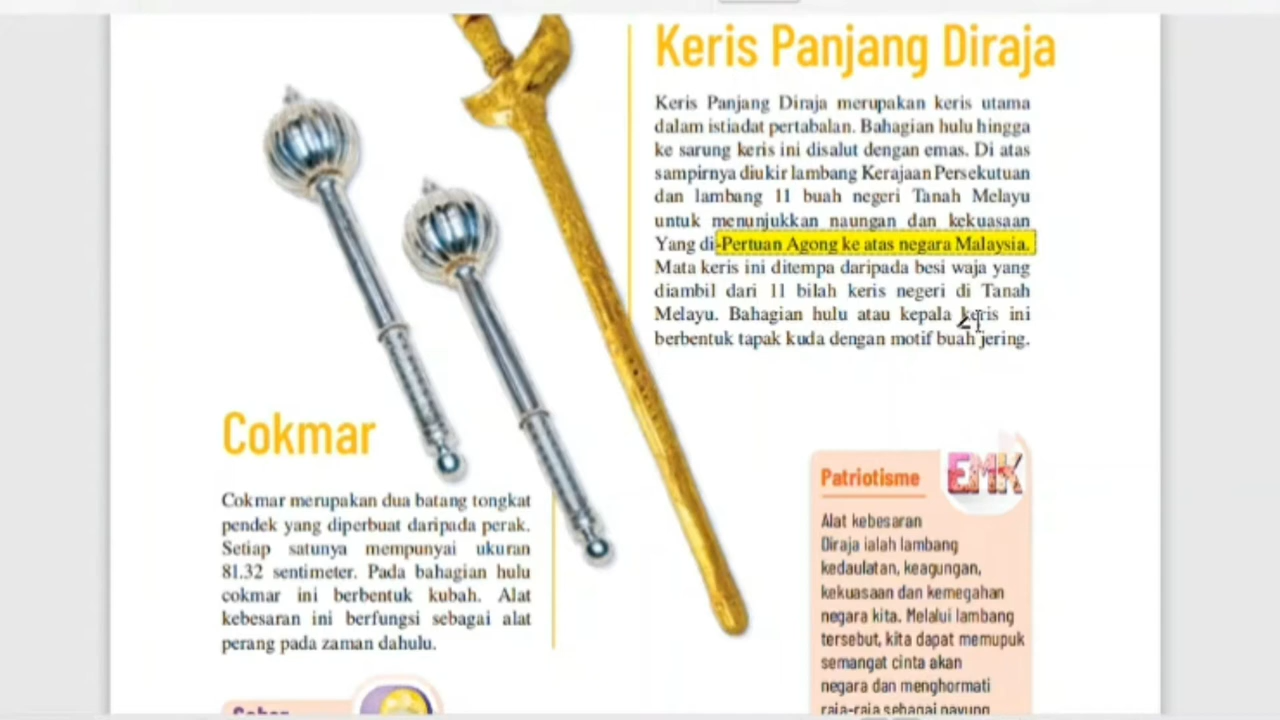 Keris Panjang Diraja
Keris Panjang Diraja merupakan keris utama
dalam istiadat pertabalan. Bahagian hulu hingga
ke sarung keris ini disalut dengan emas. Di atas
sampirnya diukir lambang Kerajaan Persekutuan
dan lambang 11 buah negeri Tanah Melayu
untuk menunjukkan naungan dan kekuasaan
Yang di-Pertuan Agong ke atas negara Malaysia.
Mata keris ini ditempa daripada besi waja yang
diambil dari 11 bilah keris negeri di Tanah
Melayu. Bahagian hulu atau kepala keris ini
berbentuk tapak kuda dengan motif buah jering.
Cokmar
Cokmar merupakan dua batang tongkat
pendek yang diperbuat daripada perak.
Setiap satunya mempunyai ukuran
81.32 sentimeter. Pada bahagian hulu
cokmar ini berbentuk kubah. Alat
kebesaran ini berfungsi sebagai alat
perang pada zaman dahulu.
Patriotisme
EMK
Alat kebesaran
Diraja ialah lambang
kedaulatan, keagungan,
kekuasaan dan kemegahan
negara kita. Melalui lambang
tersebut, kita dapat memupuk
semangat cinta akan
negara dan menghormati
raja-raja sebagai payung